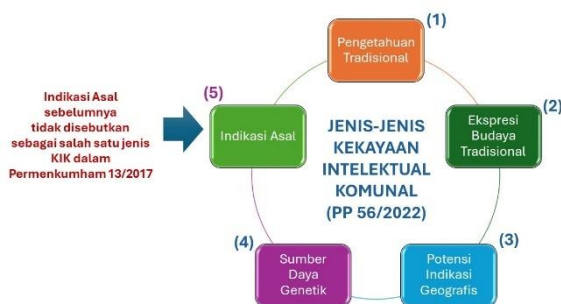 (1)
Pengetahuan
Tradisional
(2)
Ekspresi
Budaya
Tradisional
(3)
Potensi
Indikasi
Geografis
(4)
Sumber
Daya
Genetik
(5)
Indikasi Asal
Indikasi Asal
sebelumnya
tidak disebutkan
sebagai salah satu jenis
KIK dalam
Permenkumham 13/2017
JENIS-JENIS
KEKAYAAN
INTELEKTUAL
KOMUNAL
(PP 56/2022)